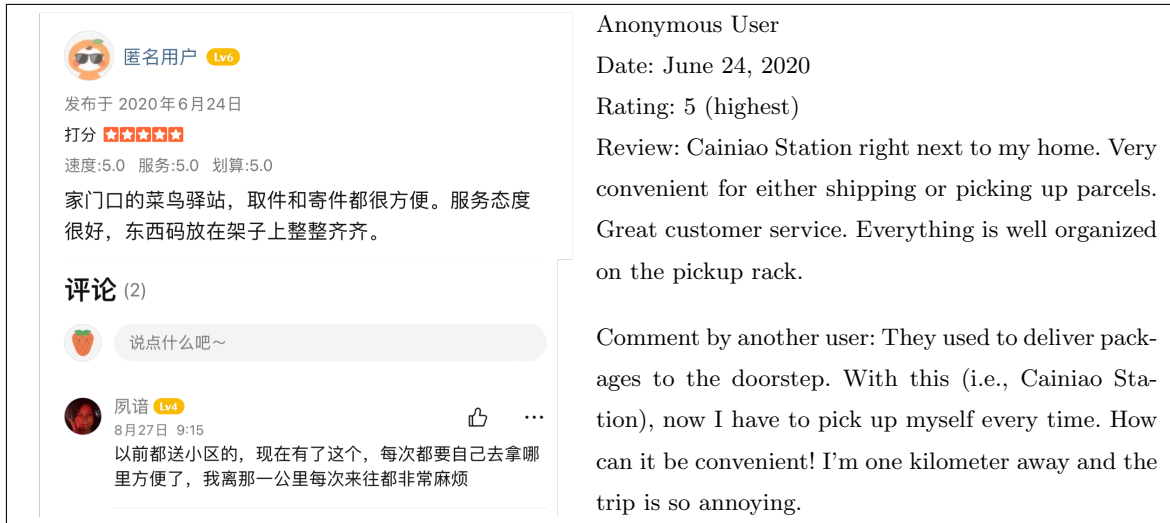 匿名用户 Lv6
发布于 2020年6月24日
打分
速度:5.0 服务:5.0 划算:5.0
家门口的菜鸟驿站，取件和寄件都很方便。服务态度
很好，东西码放在架子上整整齐齐。
评论 (2)
说点什么吧～
夙谙 Lv4
8月27日 9:15
以前都送小区的，现在有了这个，每次都要自己去拿哪
里方便了，我离那一公里每次来往都非常麻烦
Anonymous User
Date: June 24, 2020
Rating: 5 (highest)
Review: Cainiao Station right next to my home. Very
convenient for either shipping or picking up parcels.
Great customer service. Everything is well organized
on the pickup rack.
Comment by another user: They used to deliver pack-
ages to the doorstep. With this (i.e., Cainiao Sta-
tion), now I have to pick up myself every time. How
can it be convenient! I'm one kilometer away and the
trip is so annoying.